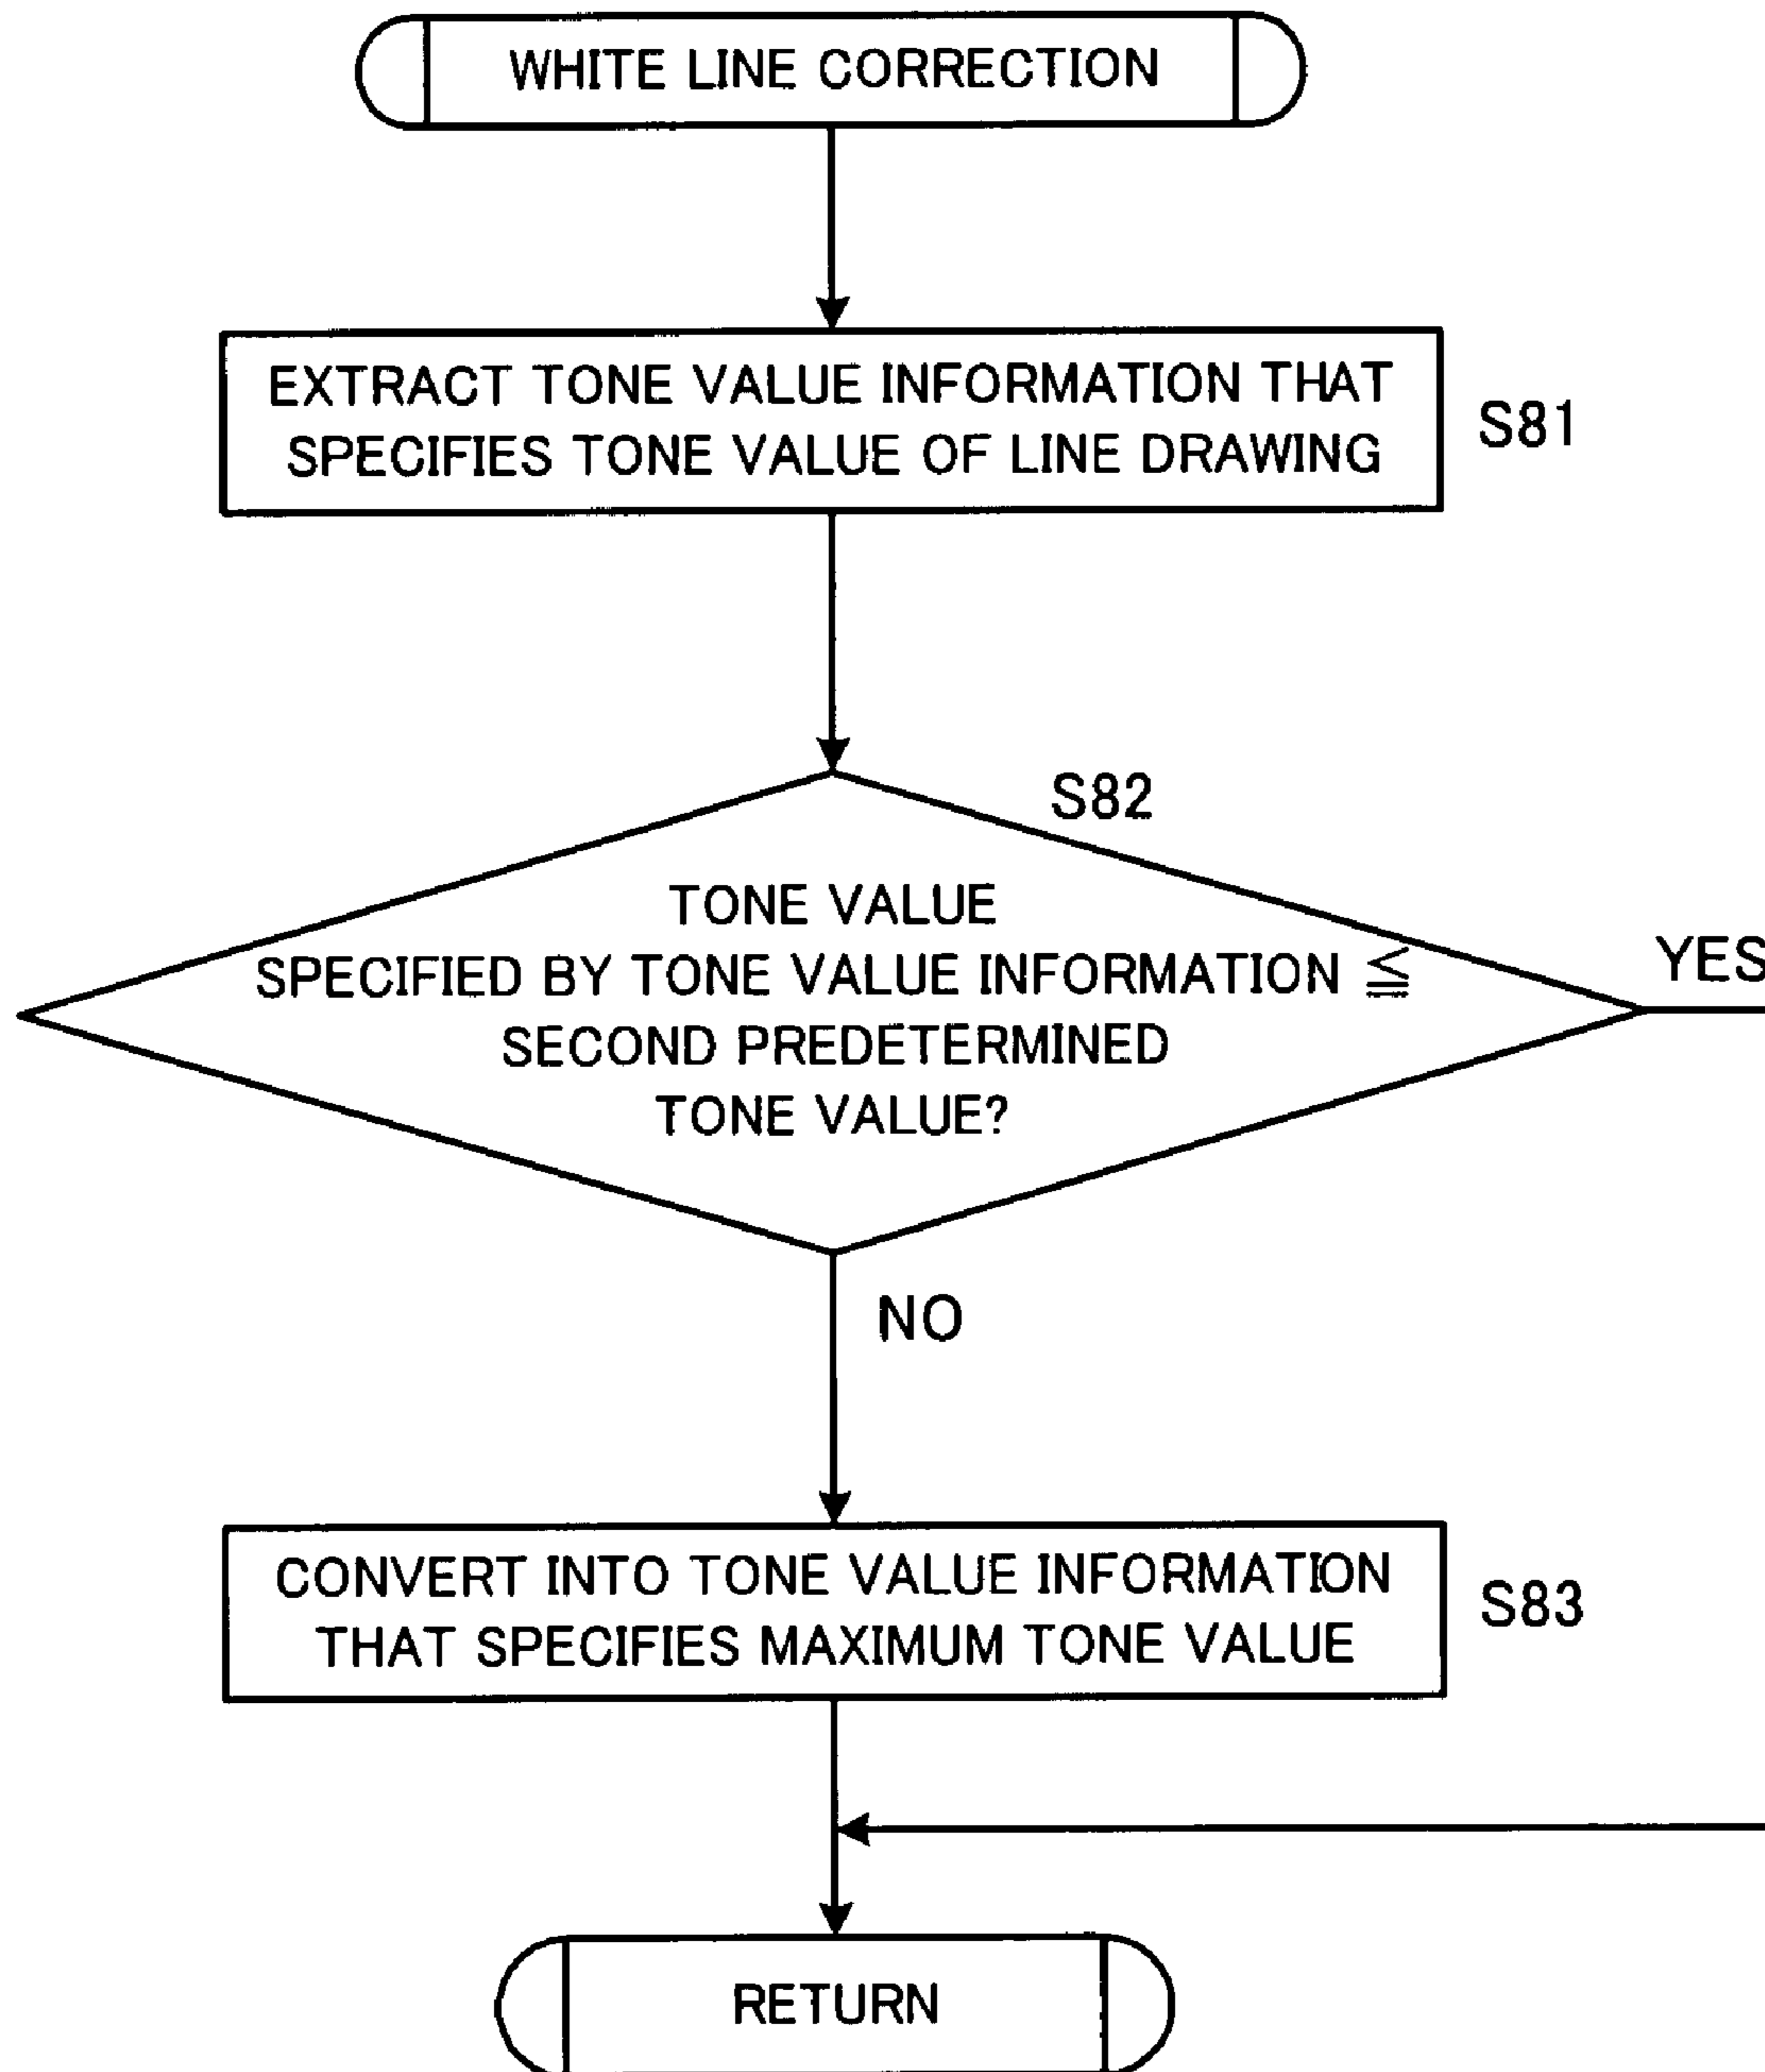 WHITE LINE CORRECTION
EXTRACT TONE VALUE INFORMATION THAT
SPECIFIES TONE VALUE OF LINE DRAWING
S81
S82
TONE VALUE
SPECIFIED BY TONE VALUE INFORMATION ≦
SECOND PREDETERMINED
TONE VALUE?
YES
NO
CONVERT INTO TONE VALUE INFORMATION
THAT SPECIFIES MAXIMUM TONE VALUE
S83
RETURN